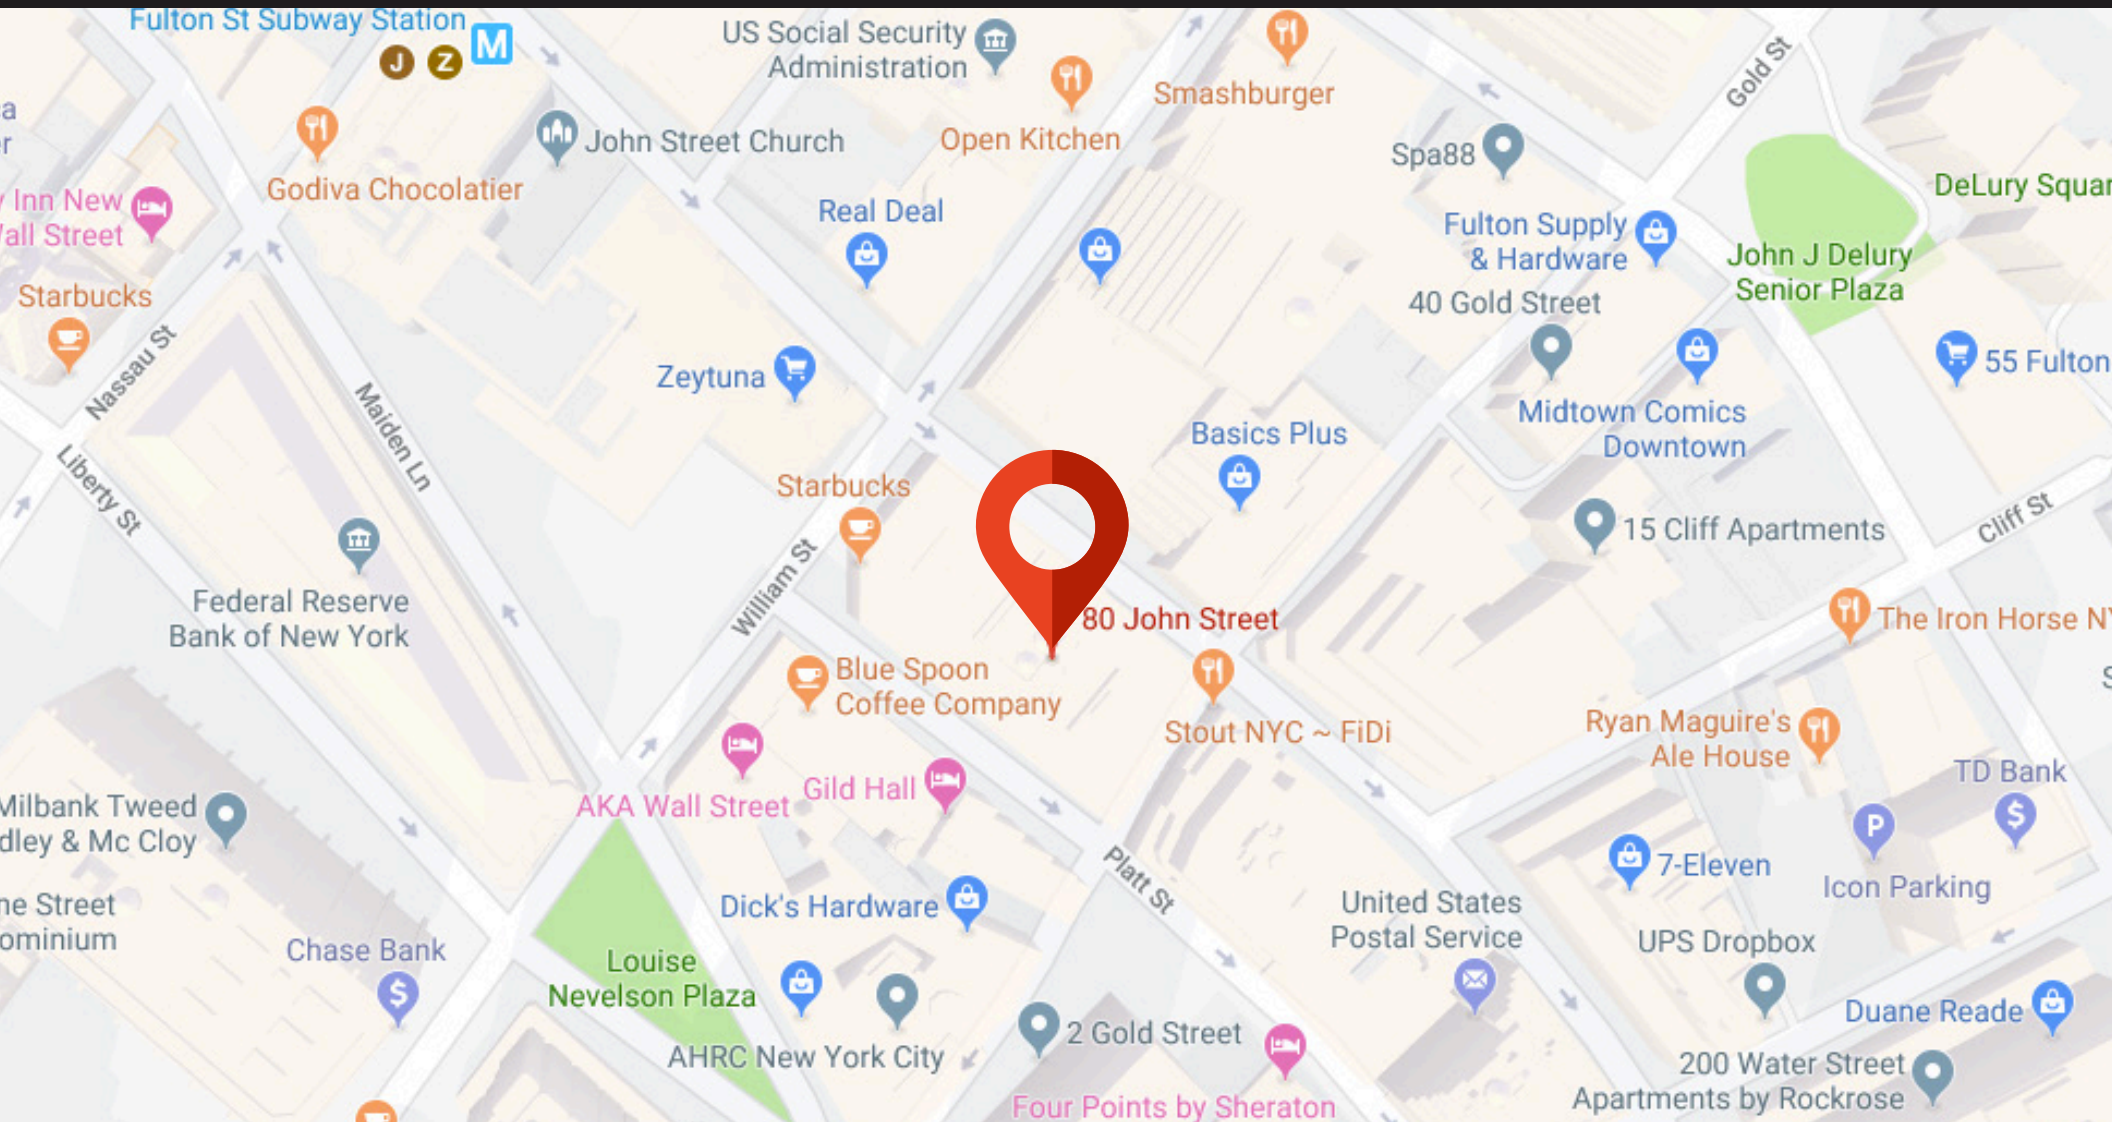 Fulton St Subway Station
M
J
Z
US Social Security
Administration
Open Kitchen
Smashburger
Gold St
John Street Church
Godiva Chocolatier
Spa88
DeLury Squar
a
r
Inn New
Wall Street
Real Deal
Fulton Supply
& Hardware
John J Delury
Senior Plaza
Starbucks
40 Gold Street
Nassau St
Zeytuna
55 Fulton
Maiden Ln
Midtown Comics
Downtown
Basics Plus
Liberty St
Starbucks
Cliff St
15 Cliff Apartments
William St
Federal Reserve
Bank of New York
80 John Street
The Iron Horse NY
Blue Spoon
Coffee Company
Stout NYC ~ FiDi
Ryan Maguire's
Ale House
AKA Wall Street
Gild Hall
TD Bank
$
Milbank Tweed
dley & Mc Cloy
P
Icon Parking
7-Eleven
Platt St
Dick's Hardware
United States
Postal Service
ne Street
ominium
Chase Bank
$
UPS Dropbox
Louise
Nevelson Plaza
Duane Reade
AHRC New York City
2 Gold Street
200 Water Street
Apartments by Rockrose
Four Points by Sheraton